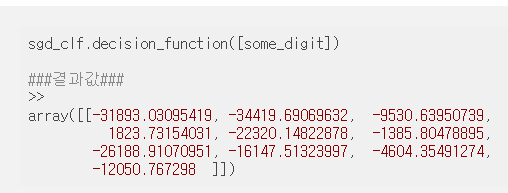 sgd_clf.decision_function([some_digit])
###결과값###
>>
array([[-31893.03095419, -34419.69069632,  -9530.63950739,
1823.73154031, -22320.14822878,  -1385.80478895,
-26188.91070951, -16147.51323997,  -4604.35491274,
-12050.767298  ]])